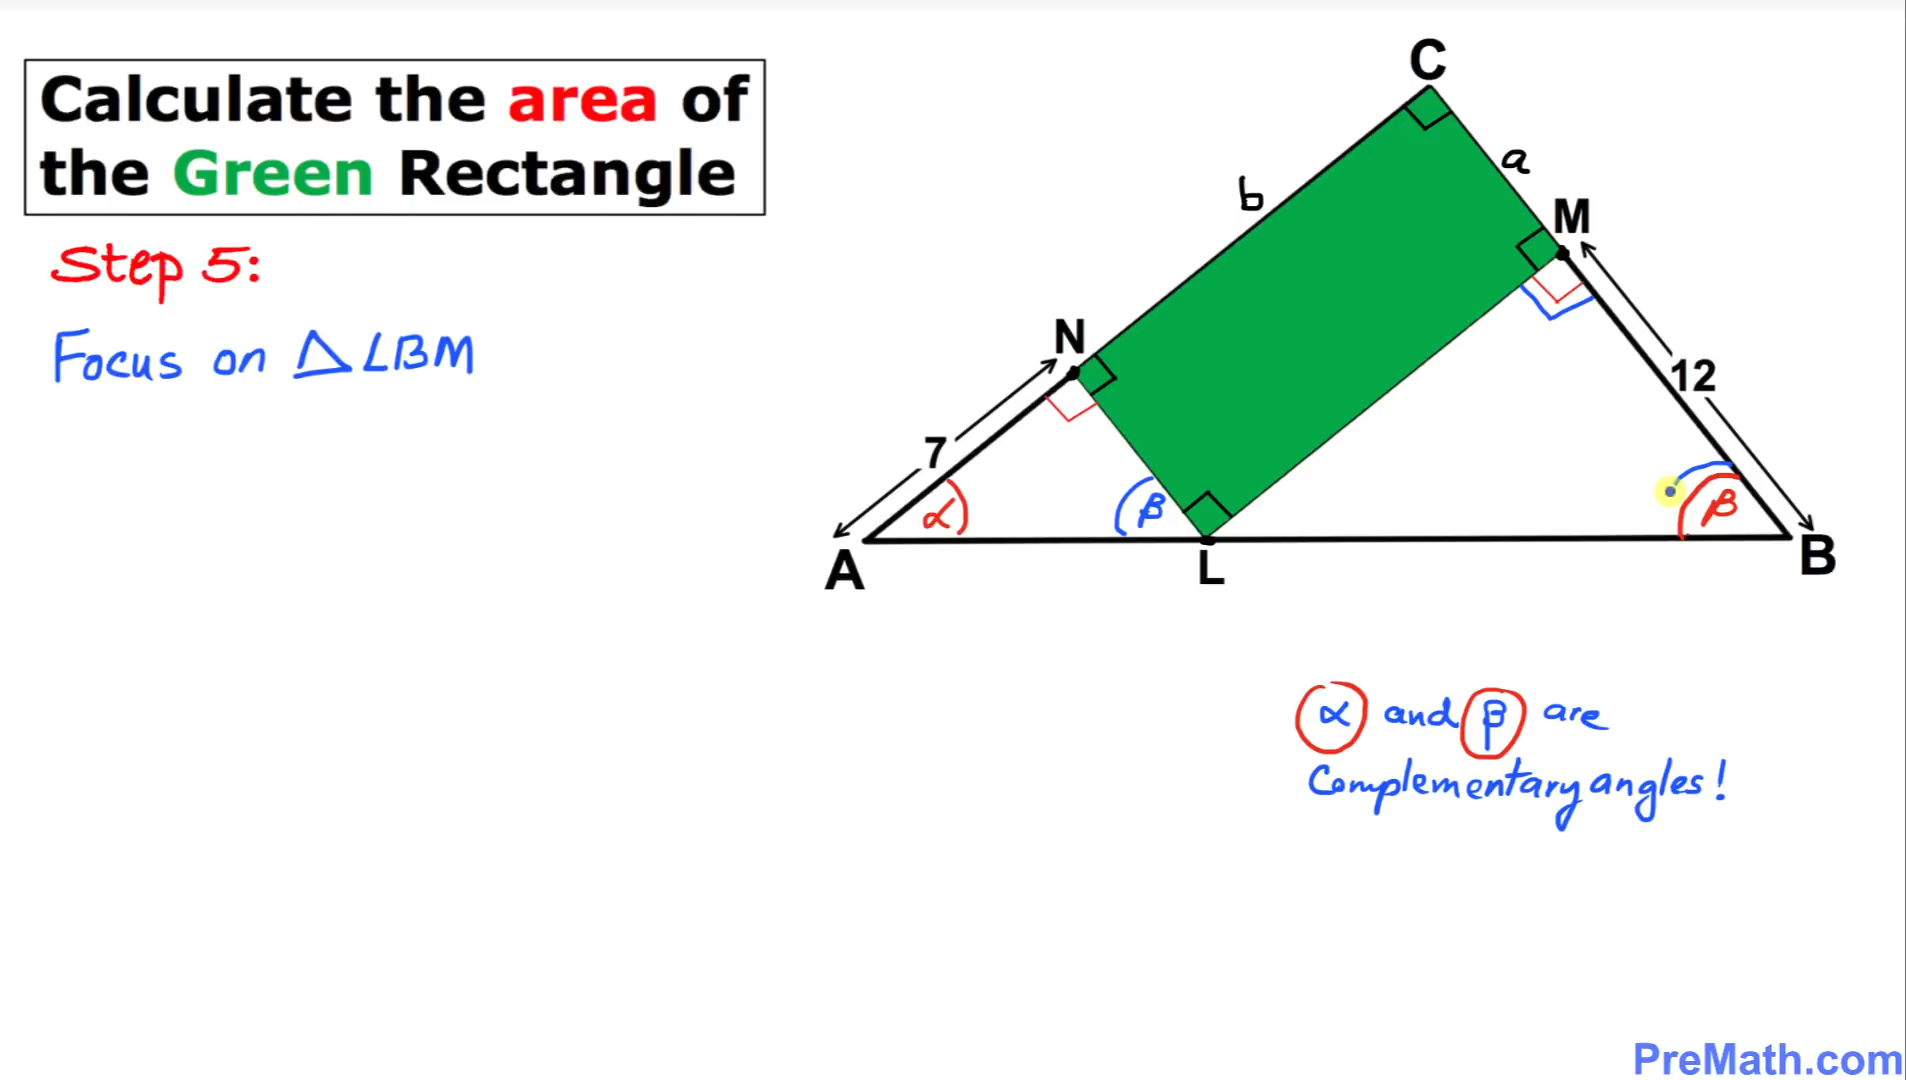 Calculate the area of
the Green Rectangle
Step 5:
Focus on △LBM
C
a
b
M
N
12
7
α
β
β
A
L
B
α and β are
Complementary angles!
PreMath.com